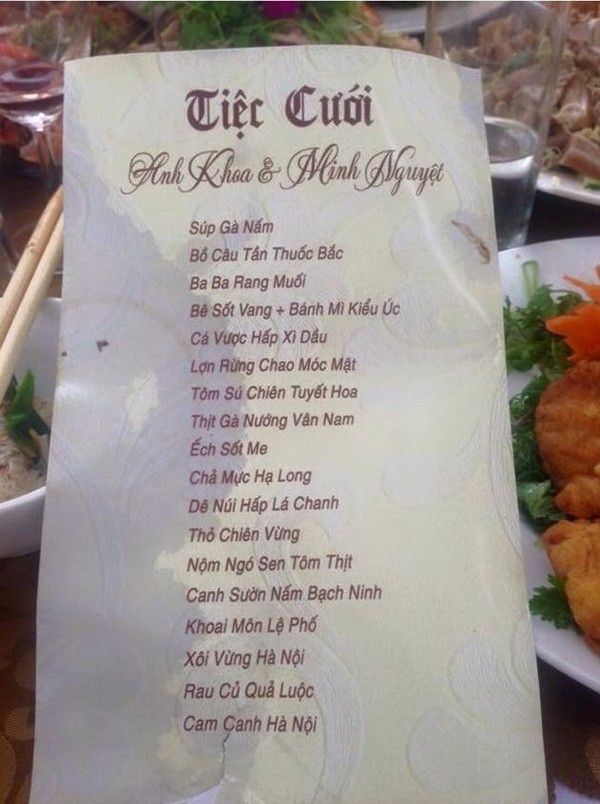 Tiệc Cưới
Anh Khoa & Minh Nguyệt
Súp Gà Nấm
Bồ Câu Tần Thuốc Bắc
Ba Ba Rang Muối
Bê Sốt Vang + Bánh Mì Kiểu Úc
Cá Vược Hấp Xì Dầu
Lợn Rừng Chao Móc Mật
Tôm Sú Chiên Tuyết Hoa
Thịt Gà Nướng Vân Nam
Ếch Sốt Me
Chả Mực Hạ Long
Dê Núi Hấp Lá Chanh
Thỏ Chiên Vừng
Nộm Ngó Sen Tôm Thịt
Canh Sườn Nấm Bạch Ninh
Khoai Môn Lệ Phố
Xôi Vừng Hà Nội
Rau Củ Quả Luộc
Cam Canh Hà Nội